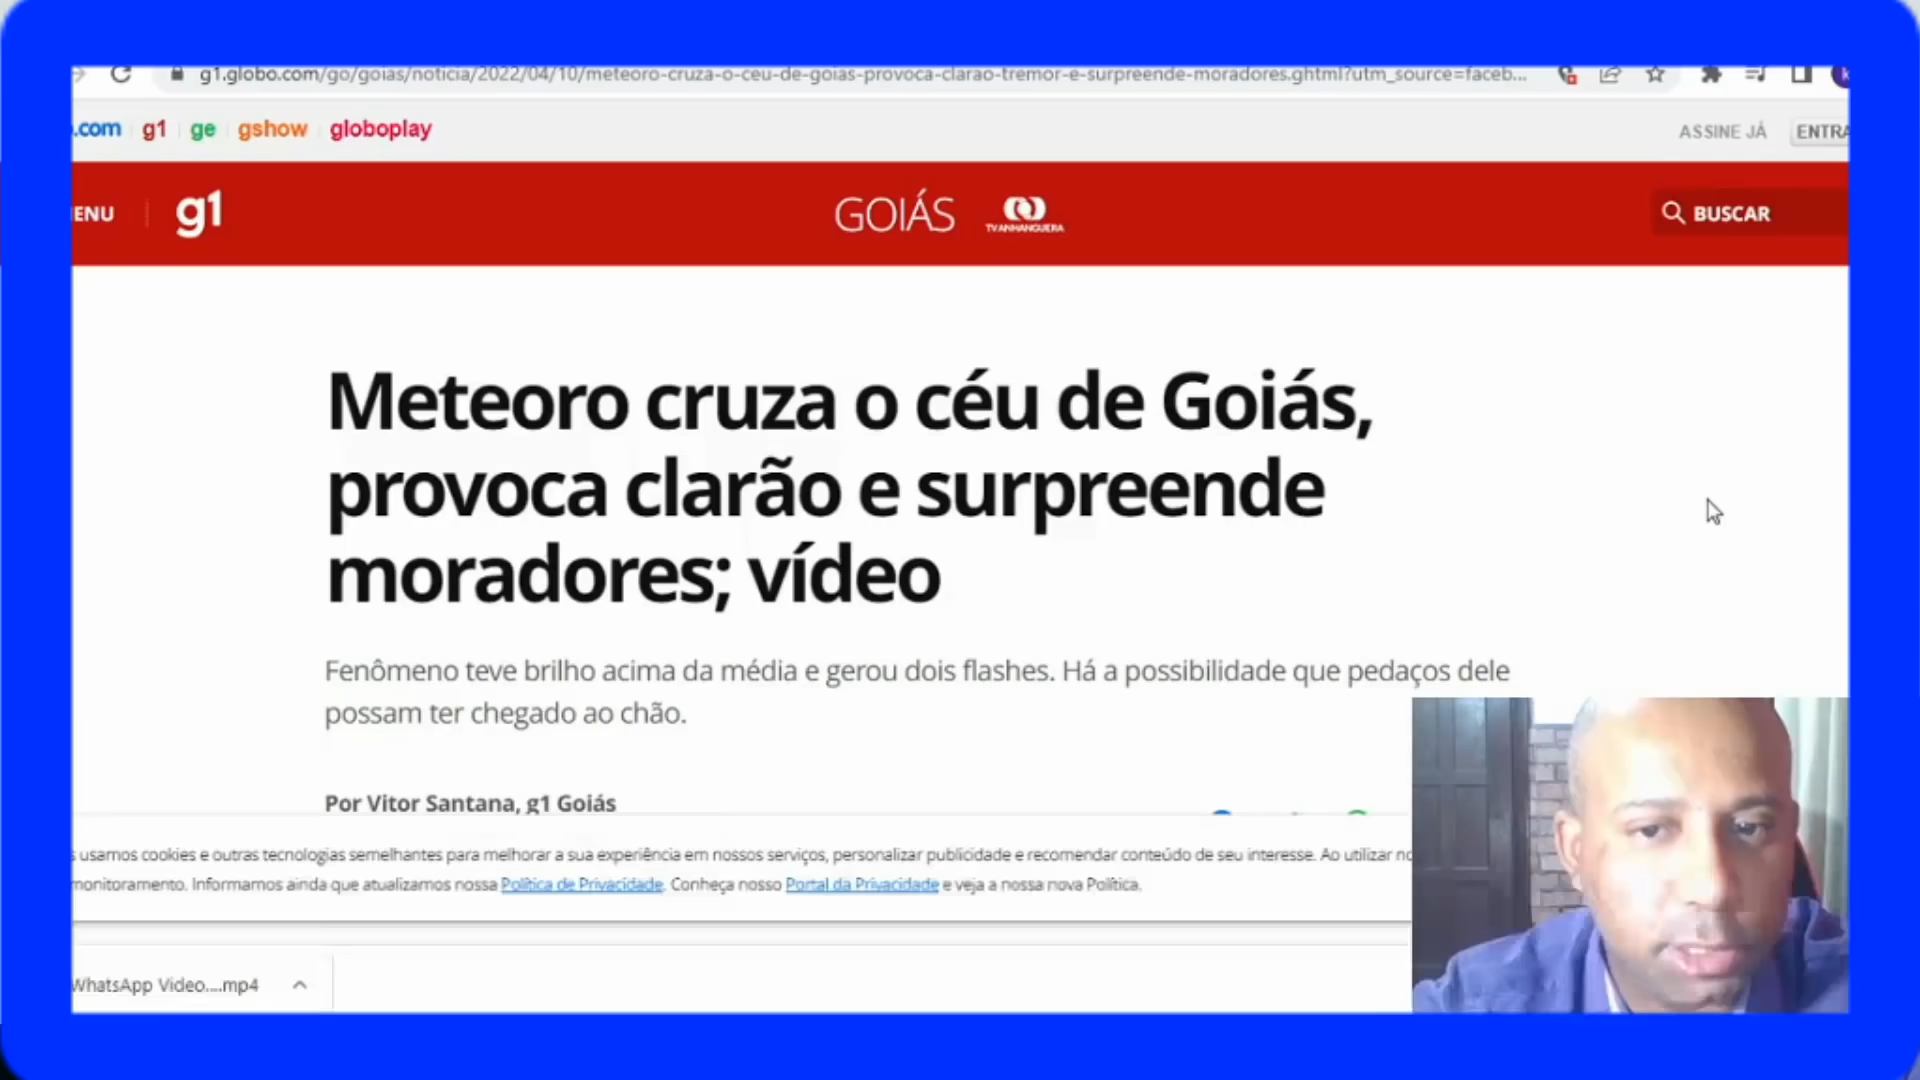 g1.globo.com/go/goias/noticia/2022/04/10/meteoro-cruza-o-ceu-de-goias-provoca-clarao-tremor-e-surpreende-moradores.ghtml?utm_source=faceb...
.com g1 ge gshow globoplay ASSINE JÁ ENTRA
ENU g1 GOIÁS TV ANHANGUERA BUSCAR
Meteoro cruza o céu de Goiás,
provoca clarão e surpreende
moradores; vídeo
Fenômeno teve brilho acima da média e gerou dois flashes. Há a possibilidade que pedaços dele
possam ter chegado ao chão.
Por Vitor Santana, g1 Goiás
s usamos cookies e outras tecnologias semelhantes para melhorar a sua experiência em nossos serviços, personalizar publicidade e recomendar conteúdo de seu interesse. Ao utilizar no
monitoramento. Informamos ainda que atualizamos nossa Política de Privacidade. Conheça nosso Portal da Privacidade e veja a nossa nova Política.
WhatsApp Video....mp4